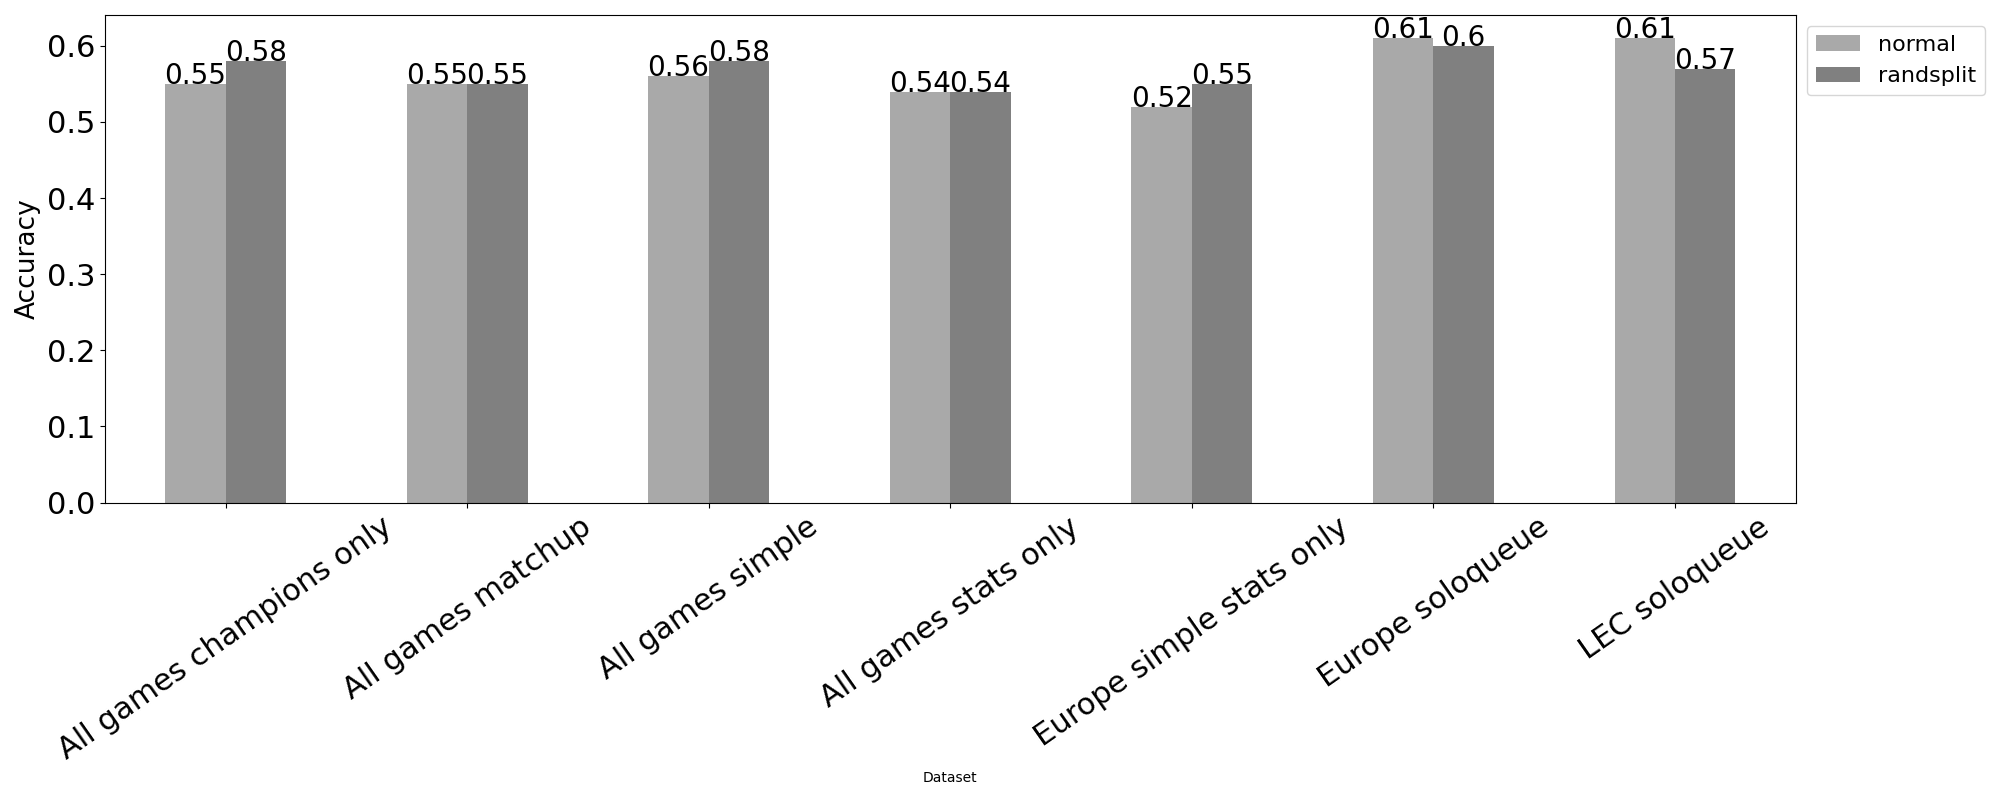 0.55
0.58
0.55
0.55
0.56
0.58
0.54
0.54
0.52
0.55
0.61
0.6
0.61
0.57
normal
randsplit
0.6
0.5
0.4
0.3
0.2
0.1
0.0
Accuracy
All games champions only
All games matchup
All games simple
All games stats only
Europe simple stats only
Europe soloqueue
LEC soloqueue
Dataset